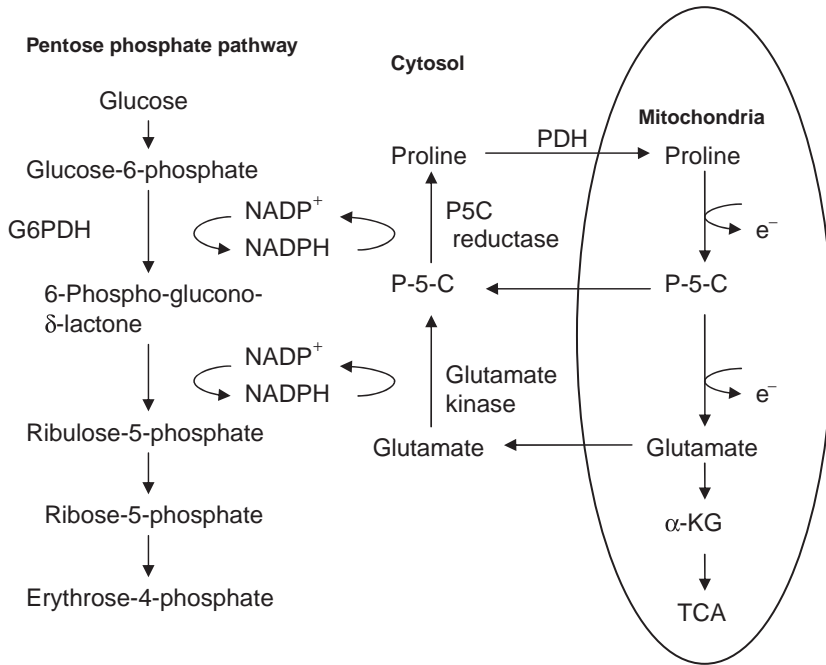 Pentose phosphate pathway
Glucose
Glucose-6-phosphate
G6PDH
6-Phospho-glucono-
δ-lactone
Ribulose-5-phosphate
Ribose-5-phosphate
Erythrose-4-phosphate
NADP⁺
NADPH
NADP⁺
NADPH
Cytosol
Proline
P5C
reductase
P-5-C
Glutamate
kinase
Glutamate
PDH
Mitochondria
Proline
e⁻
P-5-C
e⁻
Glutamate
α-KG
TCA